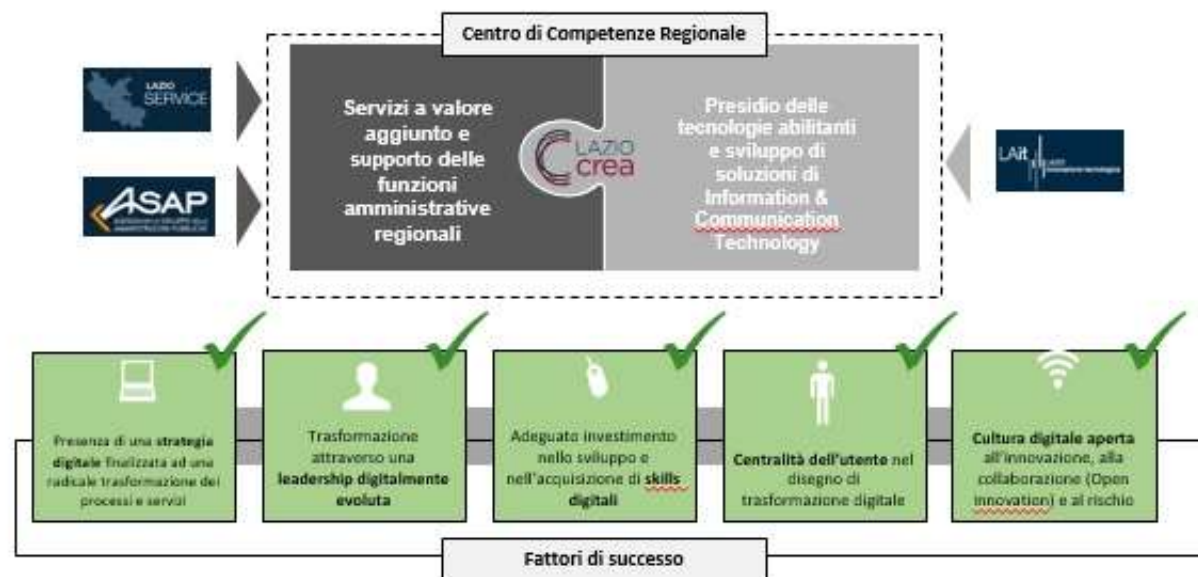 Centro di Competenze Regionale
LAZIO
SERVICE
ASAP
Servizi a valore
aggiunto e
supporto delle
funzioni
amministrative
regionali
LAZIO
crea
Presidio delle
tecnologie abilitanti
e sviluppo di
soluzioni di
Information &
Communication
Technology
LAit
Presenza di una strategia
digitale finalizzata ad una
radicale trasformazione dei
processi e servizi
Trasformazione
attraverso una
leadership digitalmente
evoluta
Adeguato investimento
nello sviluppo e
nell'acquisizione di skills
digitali
Centralità dell'utente nel
disegno di
trasformazione digitale
Cultura digitale aperta
all'innovazione, alla
collaborazione (Open
innovation) e al rischio
Fattori di successo